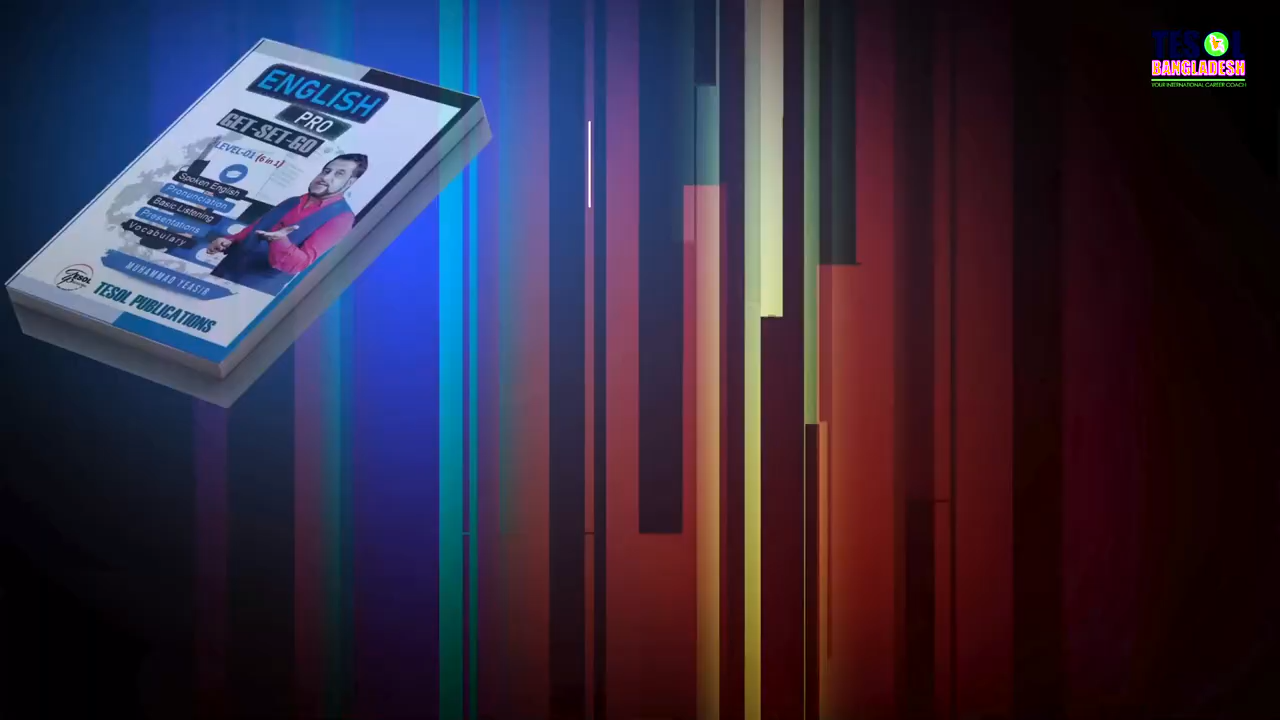 ENGLISH
PRO
GET-SET-GO
LEVEL-01 (6 in 1)
Spoken English
Pronunciation
Basic Listening
Presentations
Vocabulary
MUHAMMAD YEASIR
TESOL
TESOL PUBLICATIONS
TESOL
BANGLADESH
YOUR INTERNATIONAL CAREER COACH